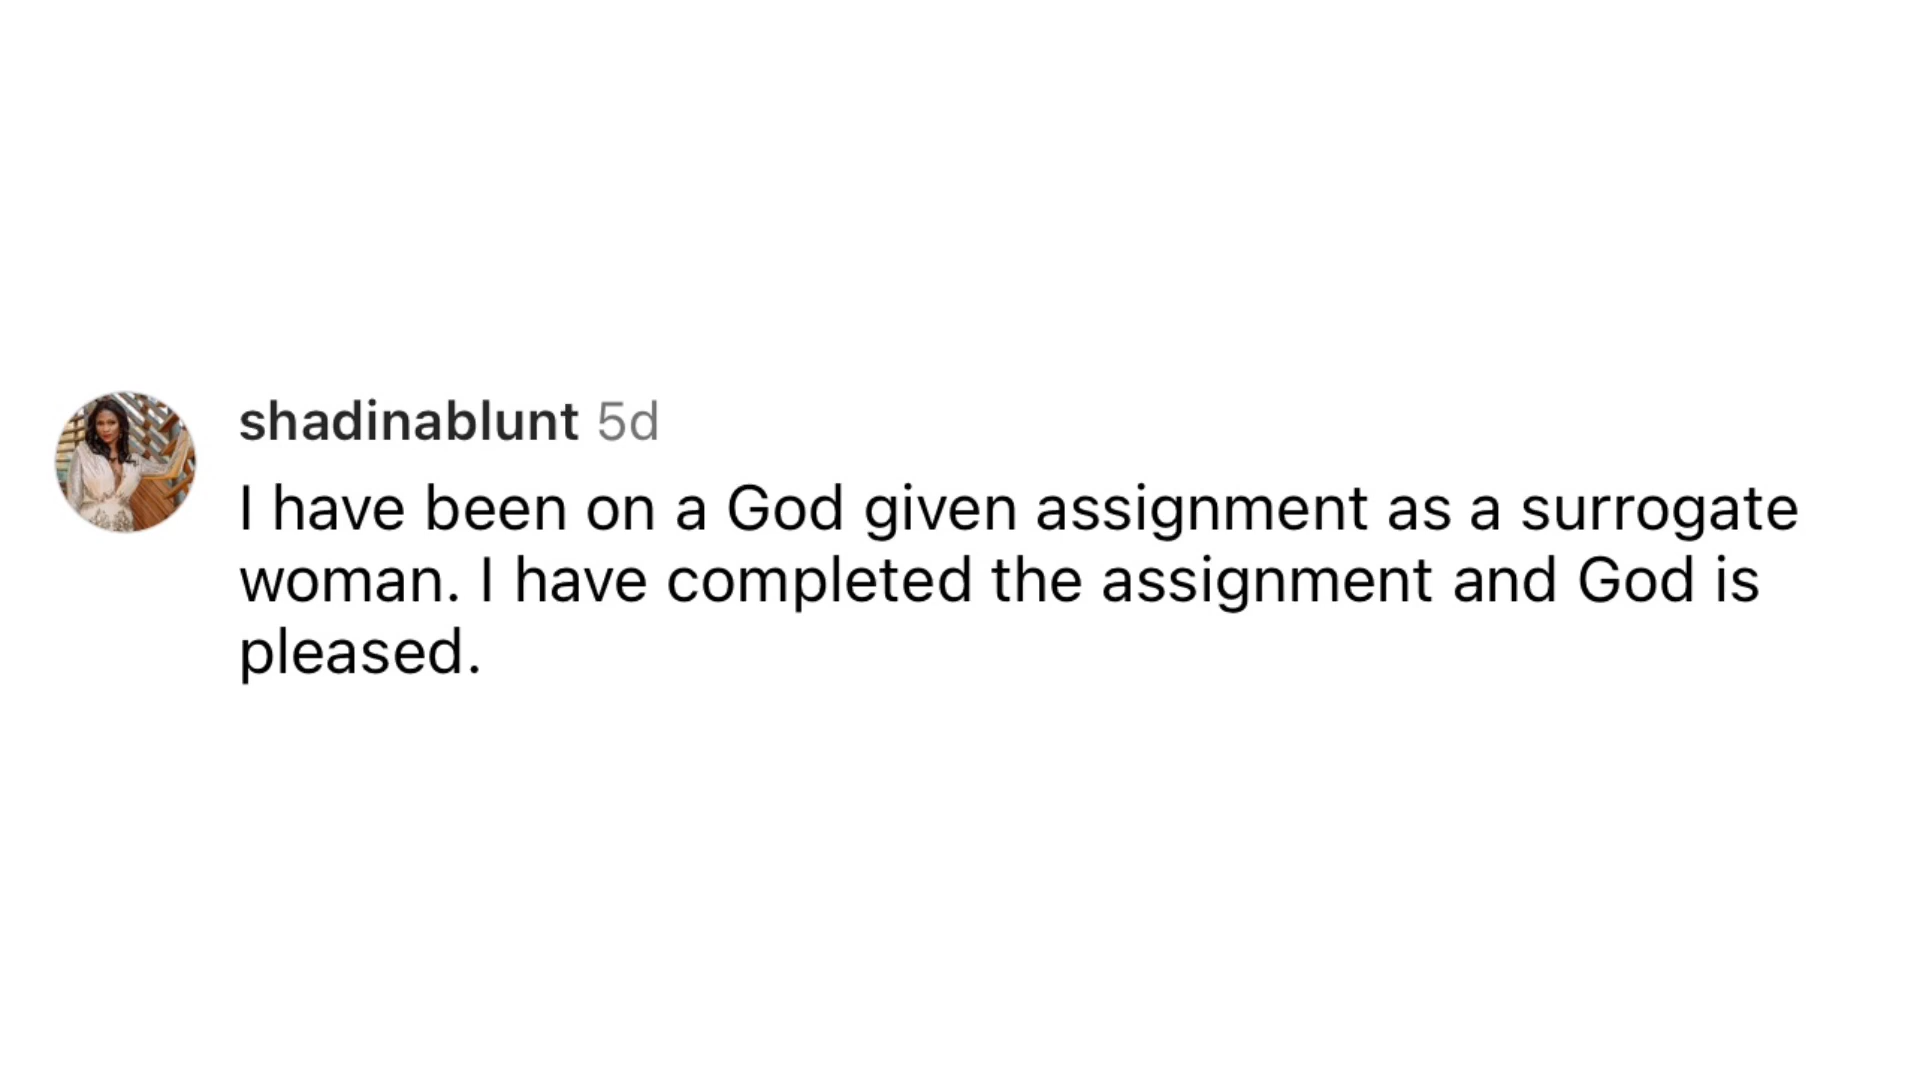 shadinablunt 5d
I have been on a God given assignment as a surrogate
woman. I have completed the assignment and God is
pleased.